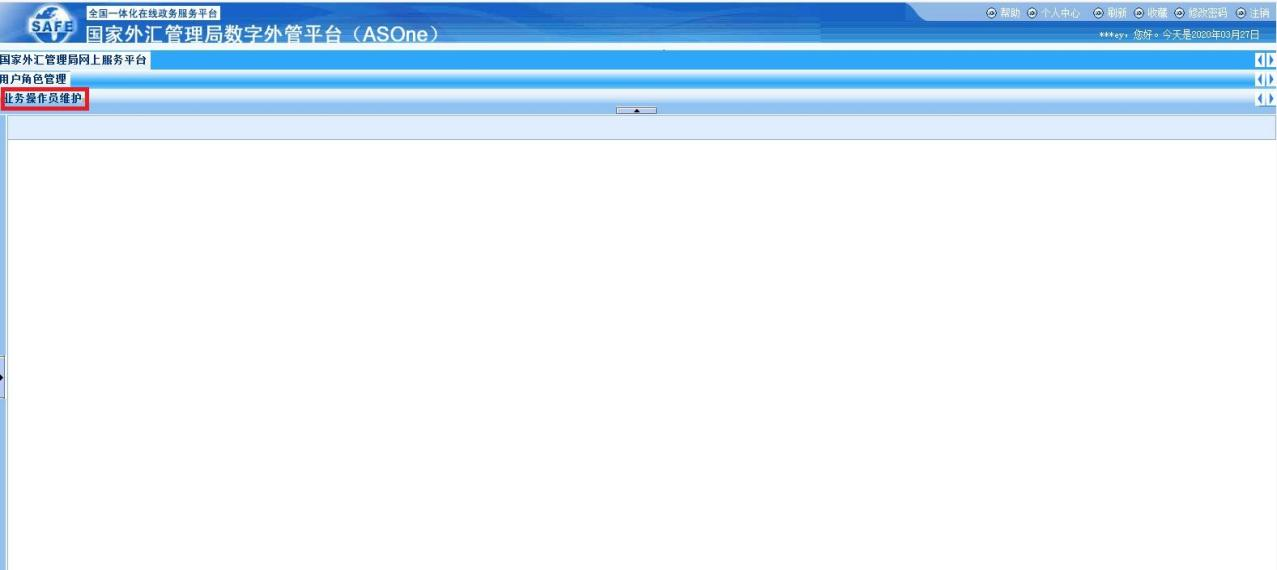 SAFE
全国一体化在线政务服务平台
国家外汇管理局数字外管平台（ASOne）
帮助 个人中心 刷新 收藏 修改密码 注销
***ey，您好。今天是2020年03月27日
国家外汇管理局网上服务平台
用户角色管理
业务操作员维护